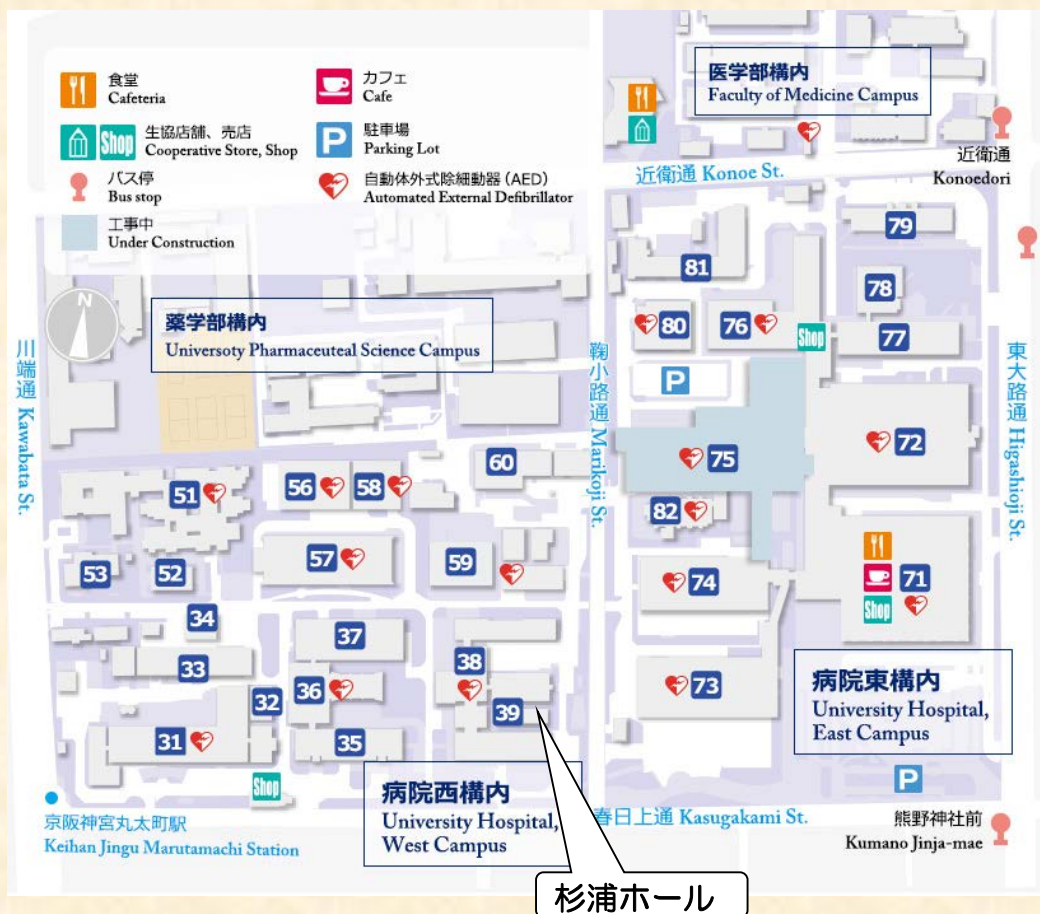 食堂
Cafeteria
カフェ
Cafe
Shop
生協店舗、売店
Cooperative Store, Shop
P
駐車場
Parking Lot
バス停
Bus stop
自動体外式除細動器 (AED)
Automated External Defibrillator
工事中
Under Construction
医学部構内
Faculty of Medicine Campus
近衛通 Konoe St.
近衛通
Konoedori
N
薬学部構内
Universoty Pharmaceuteal Science Campus
川端通 Kawabata St.
鞠小路通 Marikoji St.
東大路通 Higashioji St.
79
81
78
80
76
Shop
77
P
72
75
60
56
58
51
82
57
59
53
52
74
71
Shop
34
37
33
38
36
32
39
73
31
35
病院東構内
University Hospital,
East Campus
P
Shop
病院西構内
University Hospital,
West Campus
京阪神宮丸太町駅
Keihan Jingu Marutamachi Station
春日上通 Kasugakami St.
熊野神社前
Kumano Jinja-mae
杉浦ホール